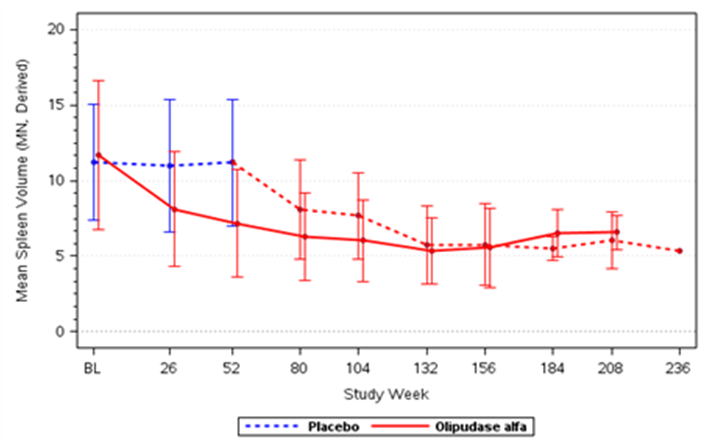 Mean Spleen Volume (MN, Derived)
20
15
10
5
0
BL 26 52 80 104 132 156 184 208 236
Study Week
Placebo Olipudase alfa